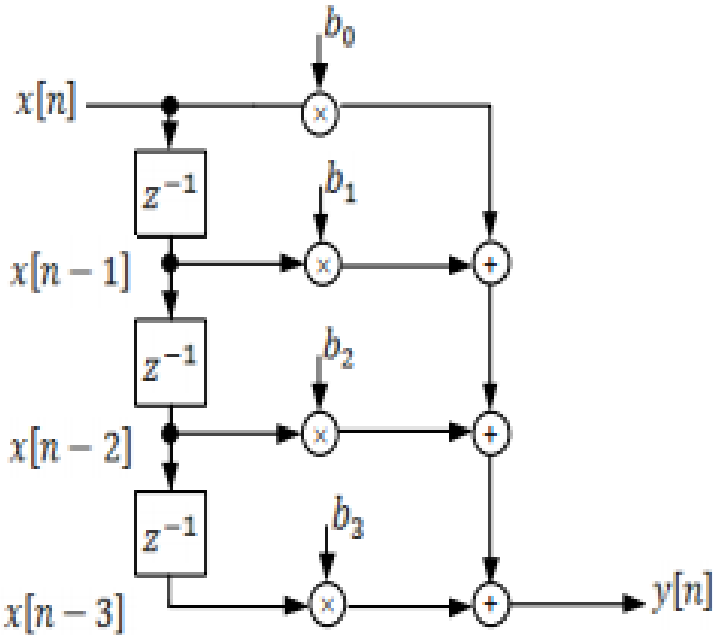 b₀
x[n]
×
z⁻¹
b₁
x[n − 1]
×
+
z⁻¹
b₂
x[n − 2]
×
+
z⁻¹
b₃
x[n − 3]
×
+
y[n]